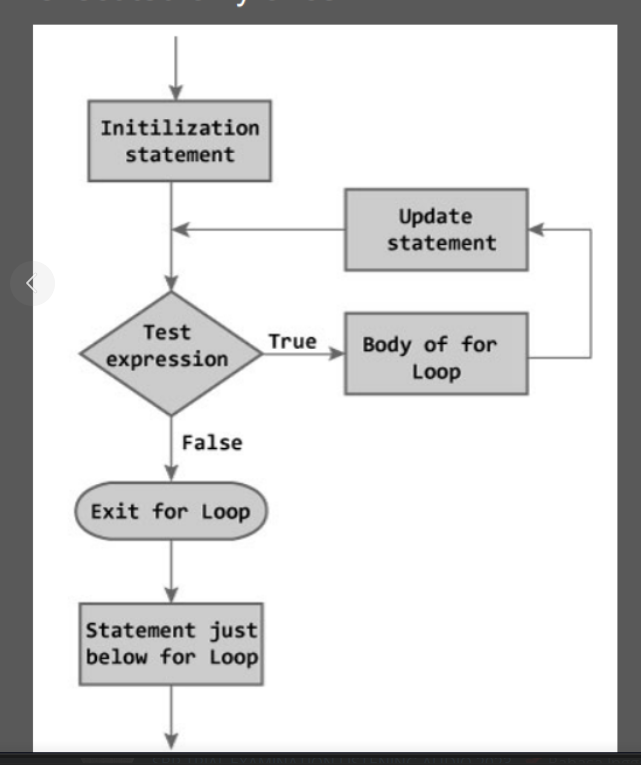 Initilization
statement
Update
statement
Test
expression
True
Body of for
Loop
False
Exit for Loop
Statement just
below for Loop